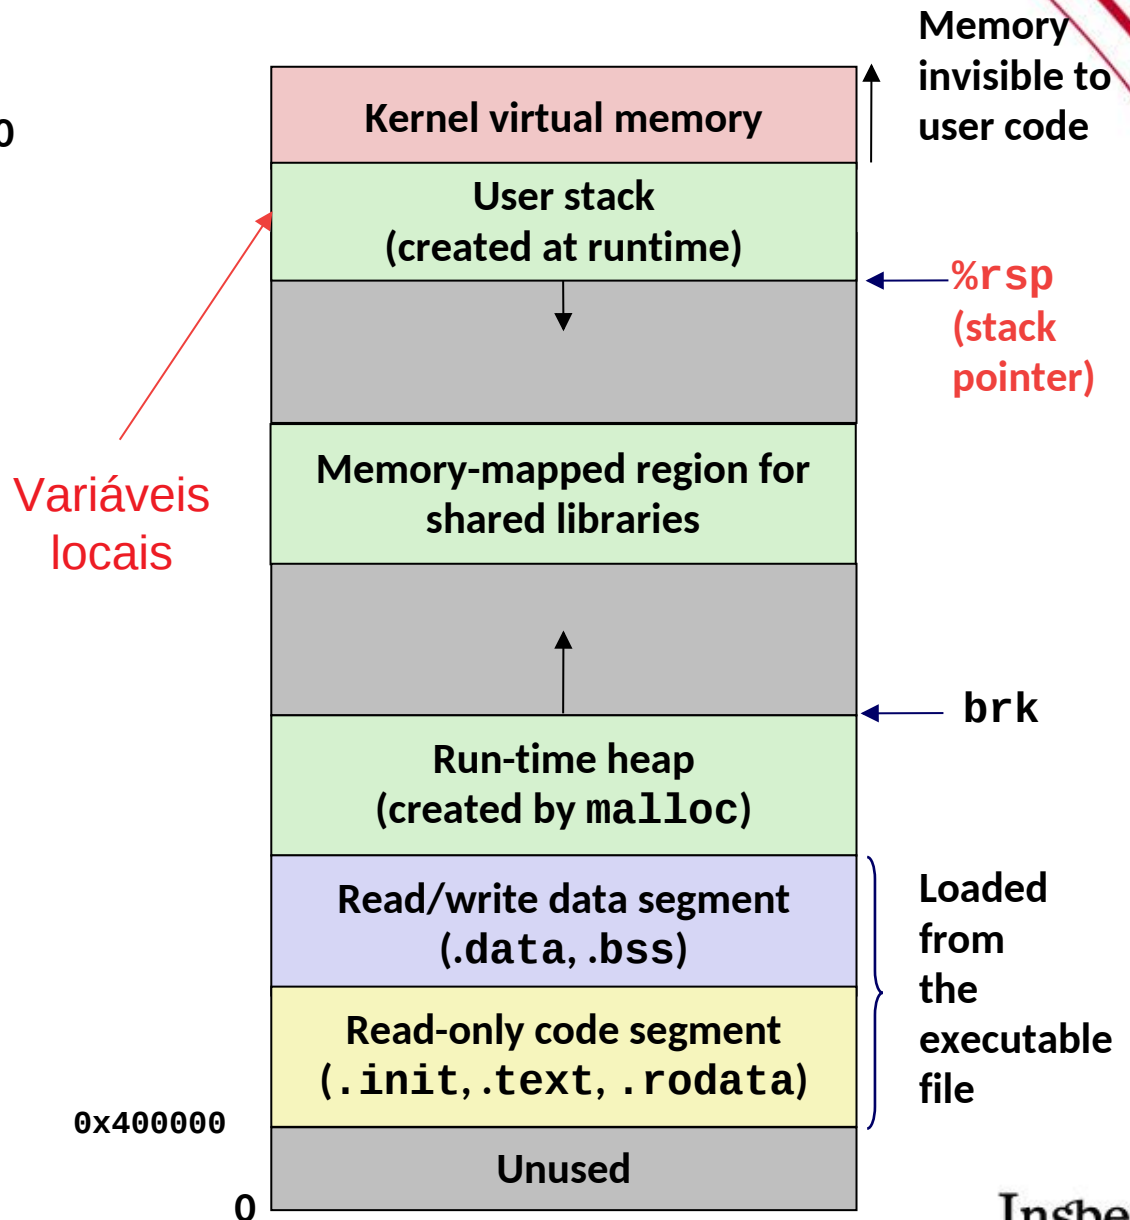 Memory
invisible to
user code
Kernel virtual memory
0
User stack
(created at runtime)
%rsp
(stack
pointer)
Memory-mapped region for
shared libraries
Variáveis
locais
brk
Run-time heap
(created by malloc)
Read/write data segment
(.data, .bss)
Loaded
from
the
executable
file
Read-only code segment
(.init, .text, .rodata)
0x400000
Unused
0